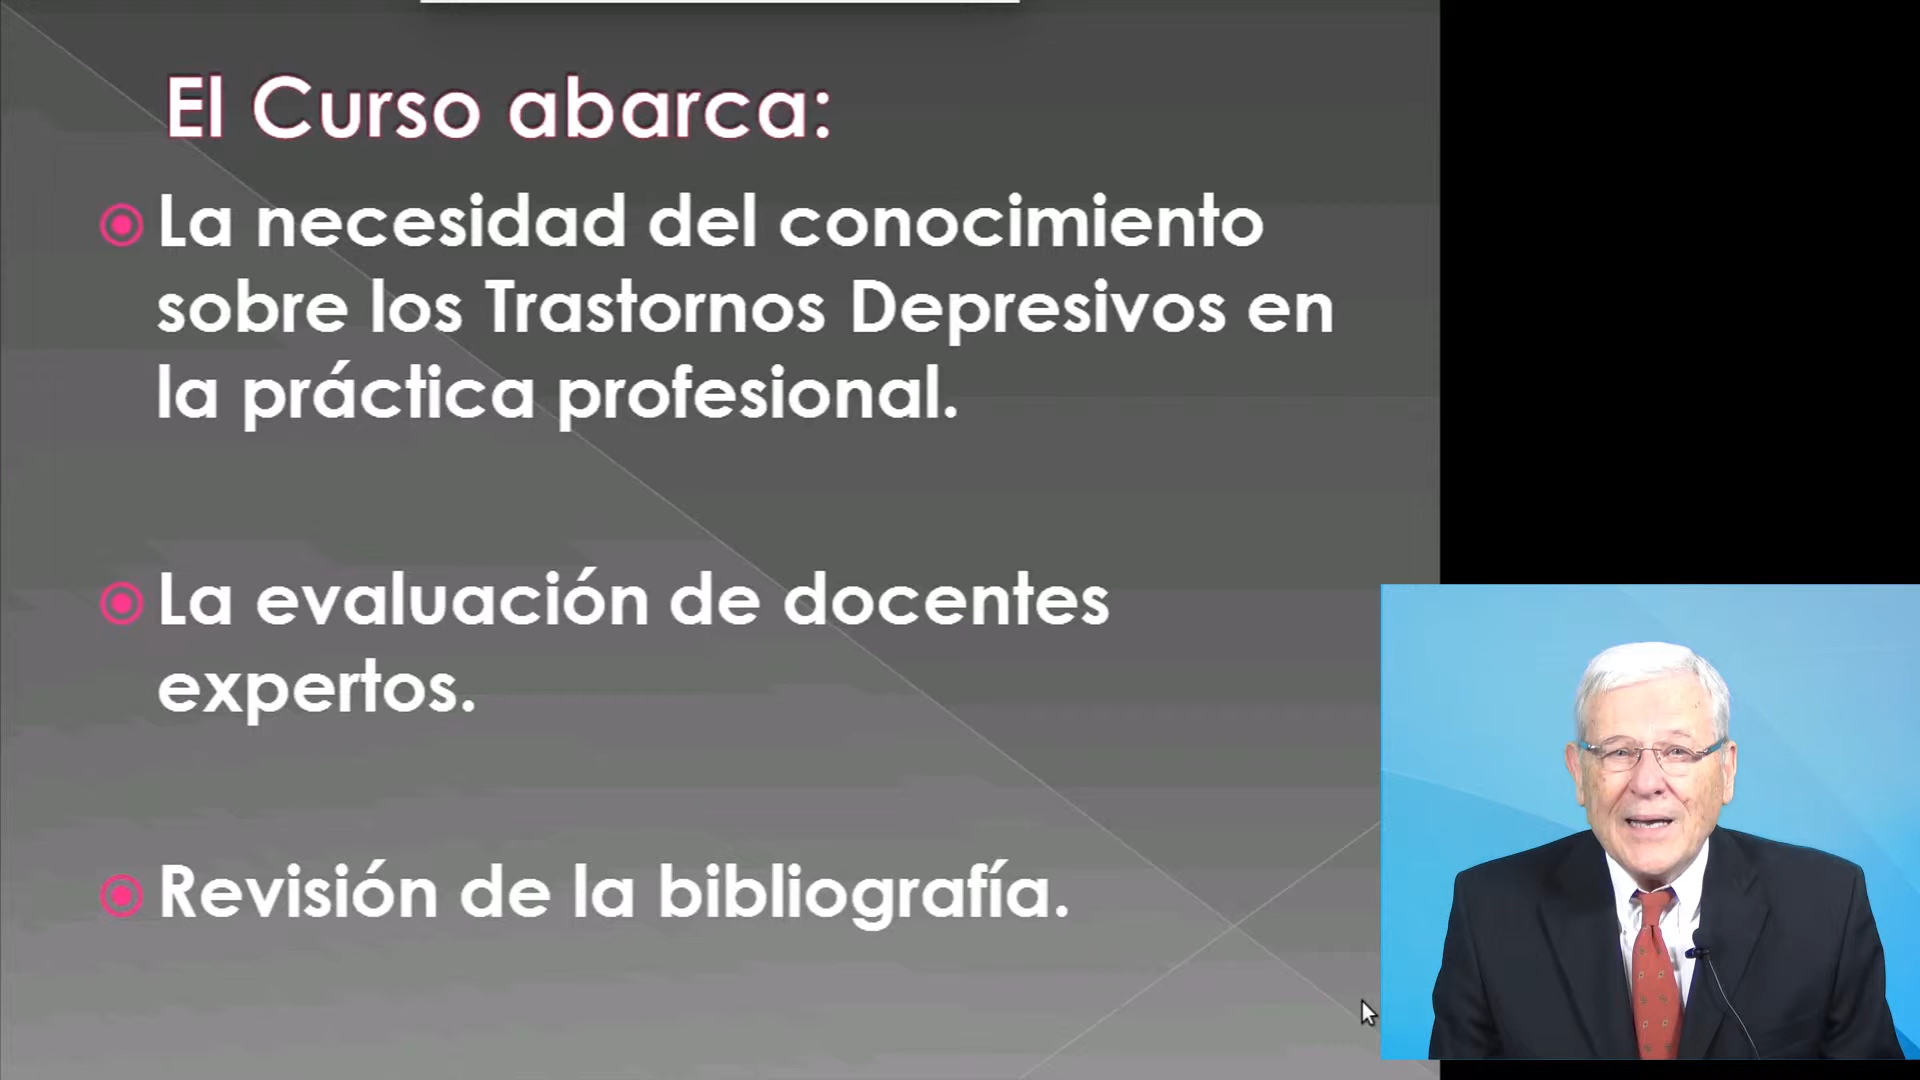 El Curso abarca:
La necesidad del conocimiento
sobre los Trastornos Depresivos en
la práctica profesional.
La evaluación de docentes
expertos.
Revisión de la bibliografía.